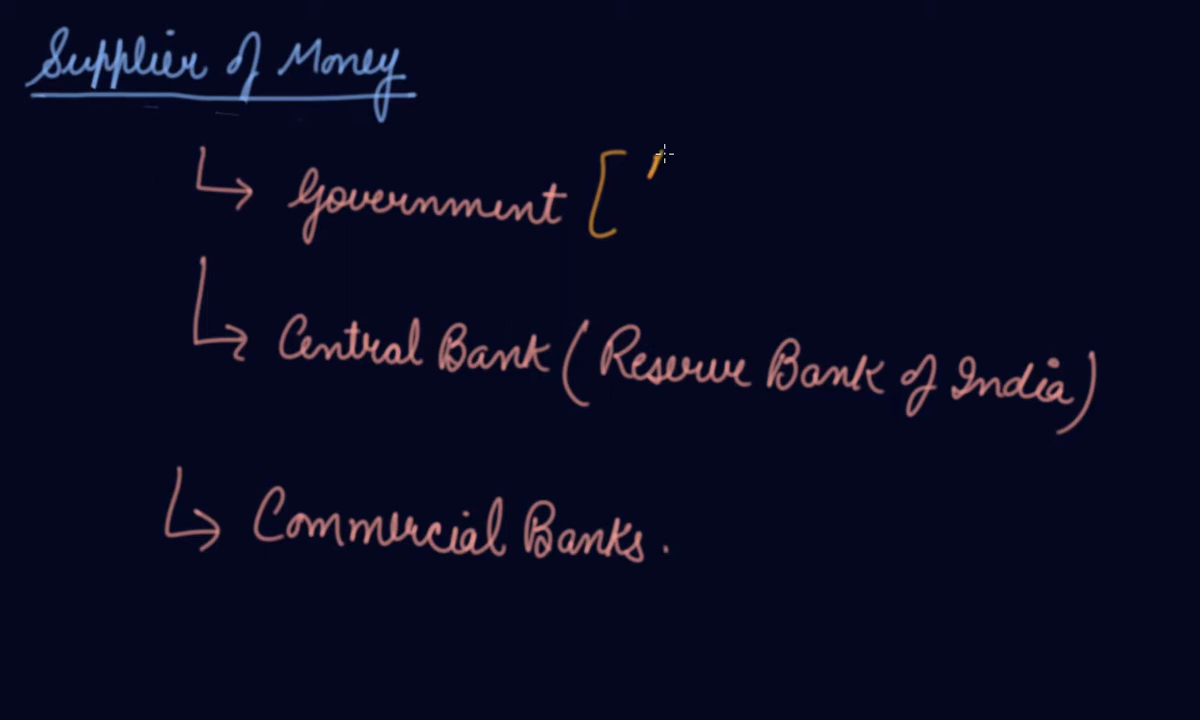 Supplier of Money
Government [
Central Bank (Reserve Bank of India)
Commercial Banks.